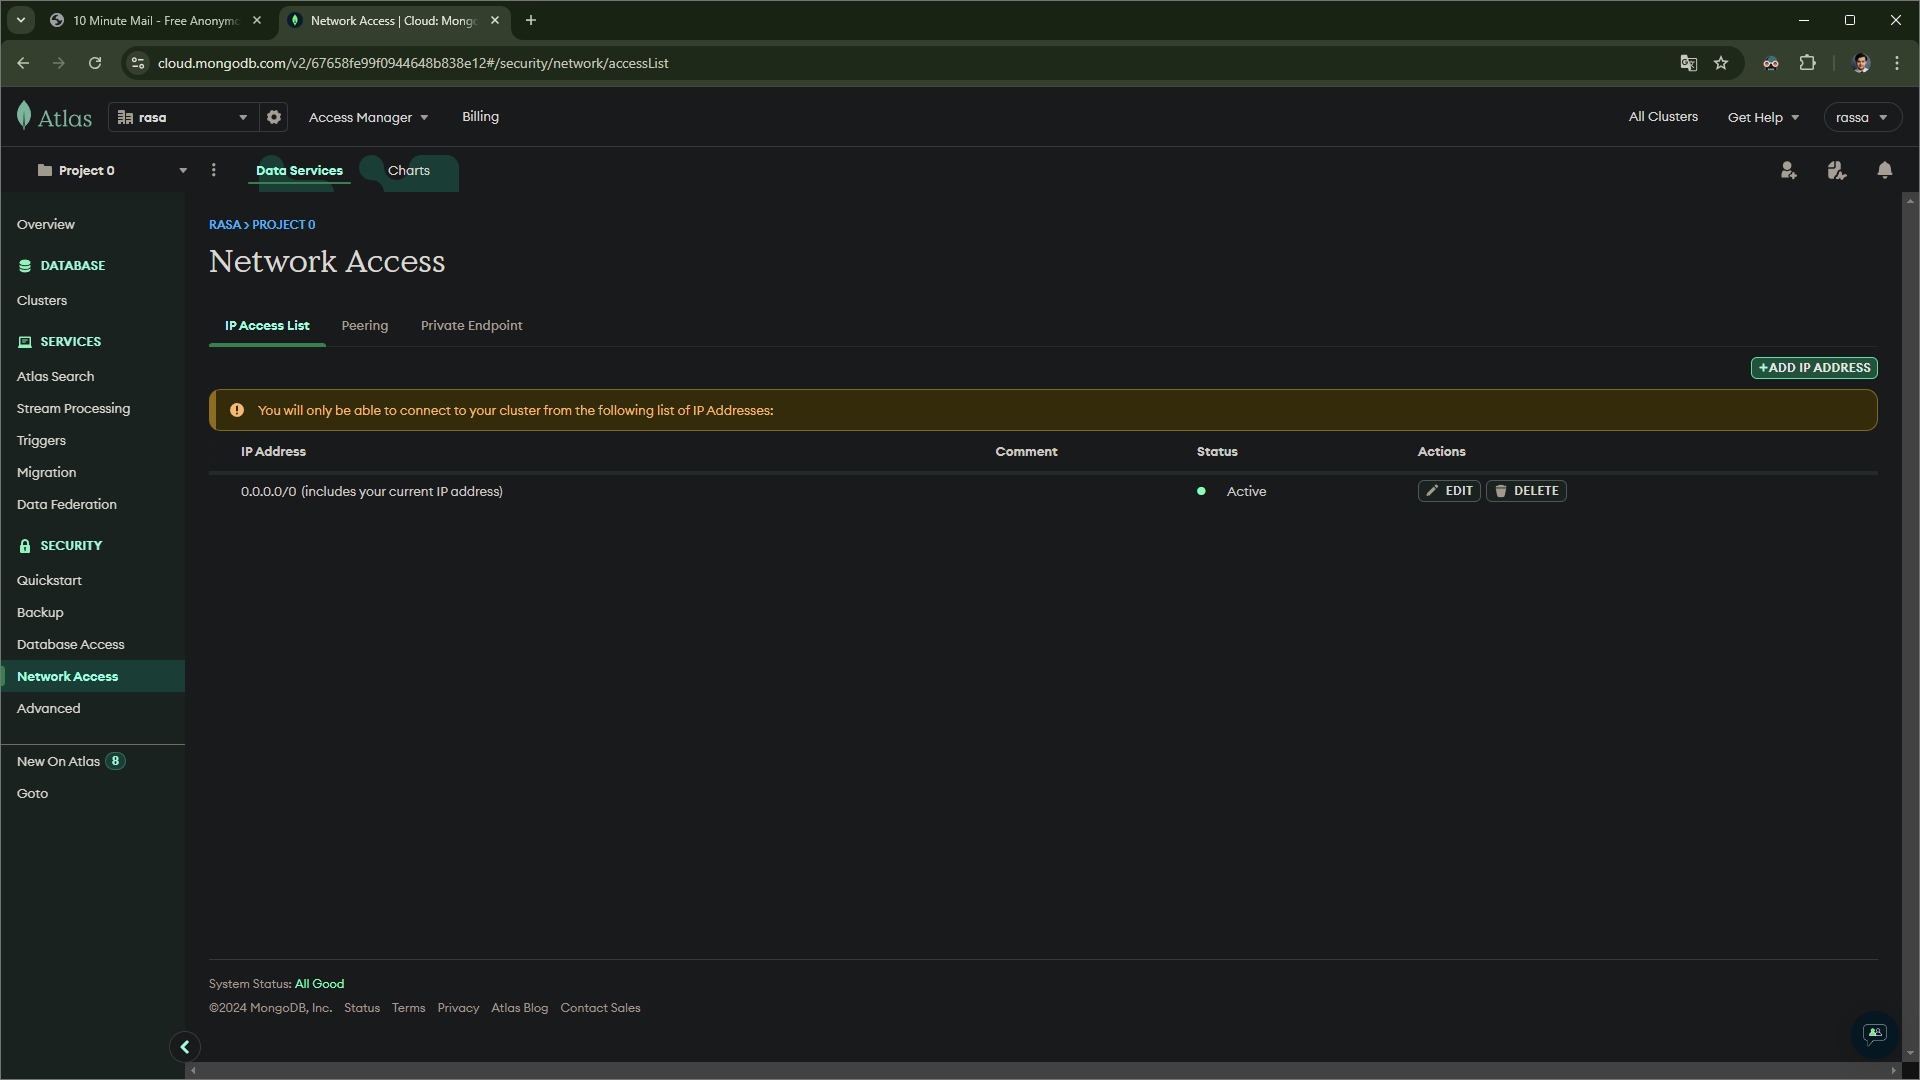 10 Minute Mail - Free Anonym
Network Access | Cloud: Mong
cloud.mongodb.com/v2/67658fe99f0944648b838e12#/security/network/accessList
Atlas
rasa
Access Manager
Billing
All Clusters
Get Help
rassa
Project 0
Data Services
Charts
Overview
DATABASE
Clusters
SERVICES
Atlas Search
Stream Processing
Triggers
Migration
Data Federation
SECURITY
Quickstart
Backup
Database Access
Network Access
Advanced
New On Atlas 8
Goto
RASA > PROJECT 0
Network Access
IP Access List
Peering
Private Endpoint
+ADD IP ADDRESS
You will only be able to connect to your cluster from the following list of IP Addresses:
IP Address Comment Status Actions
0.0.0.0/0 (includes your current IP address) Active EDIT DELETE
System Status: All Good
©2024 MongoDB, Inc. Status Terms Privacy Atlas Blog Contact Sales